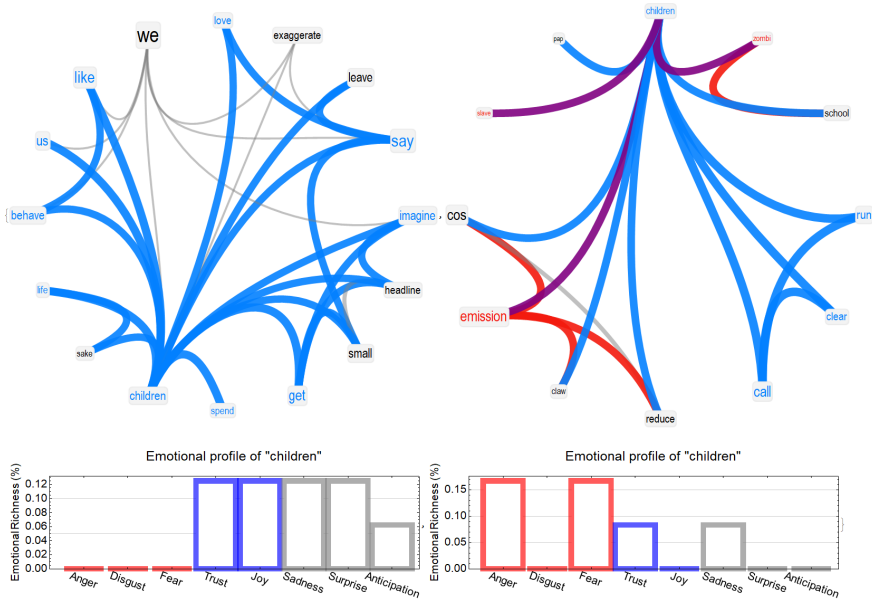 we
love
exaggerate
like
leave
us
say
{ behave
imagine ,
life
headline
sake
small
children
get
spend
children
pap
zombi
slave
school
cos
run
emission
clear
claw
call
reduce
Emotional profile of "children"
Emotional Richness (%)
0.12
0.10
0.08
0.06
0.04
0.02
0.00
Anger Disgust Fear Trust Joy Sadness Surprise Anticipation
,
Emotional profile of "children"
Emotional Richness (%)
0.15
0.10
0.05
0.00
Anger Disgust Fear Trust Joy Sadness Surprise Anticipation
}